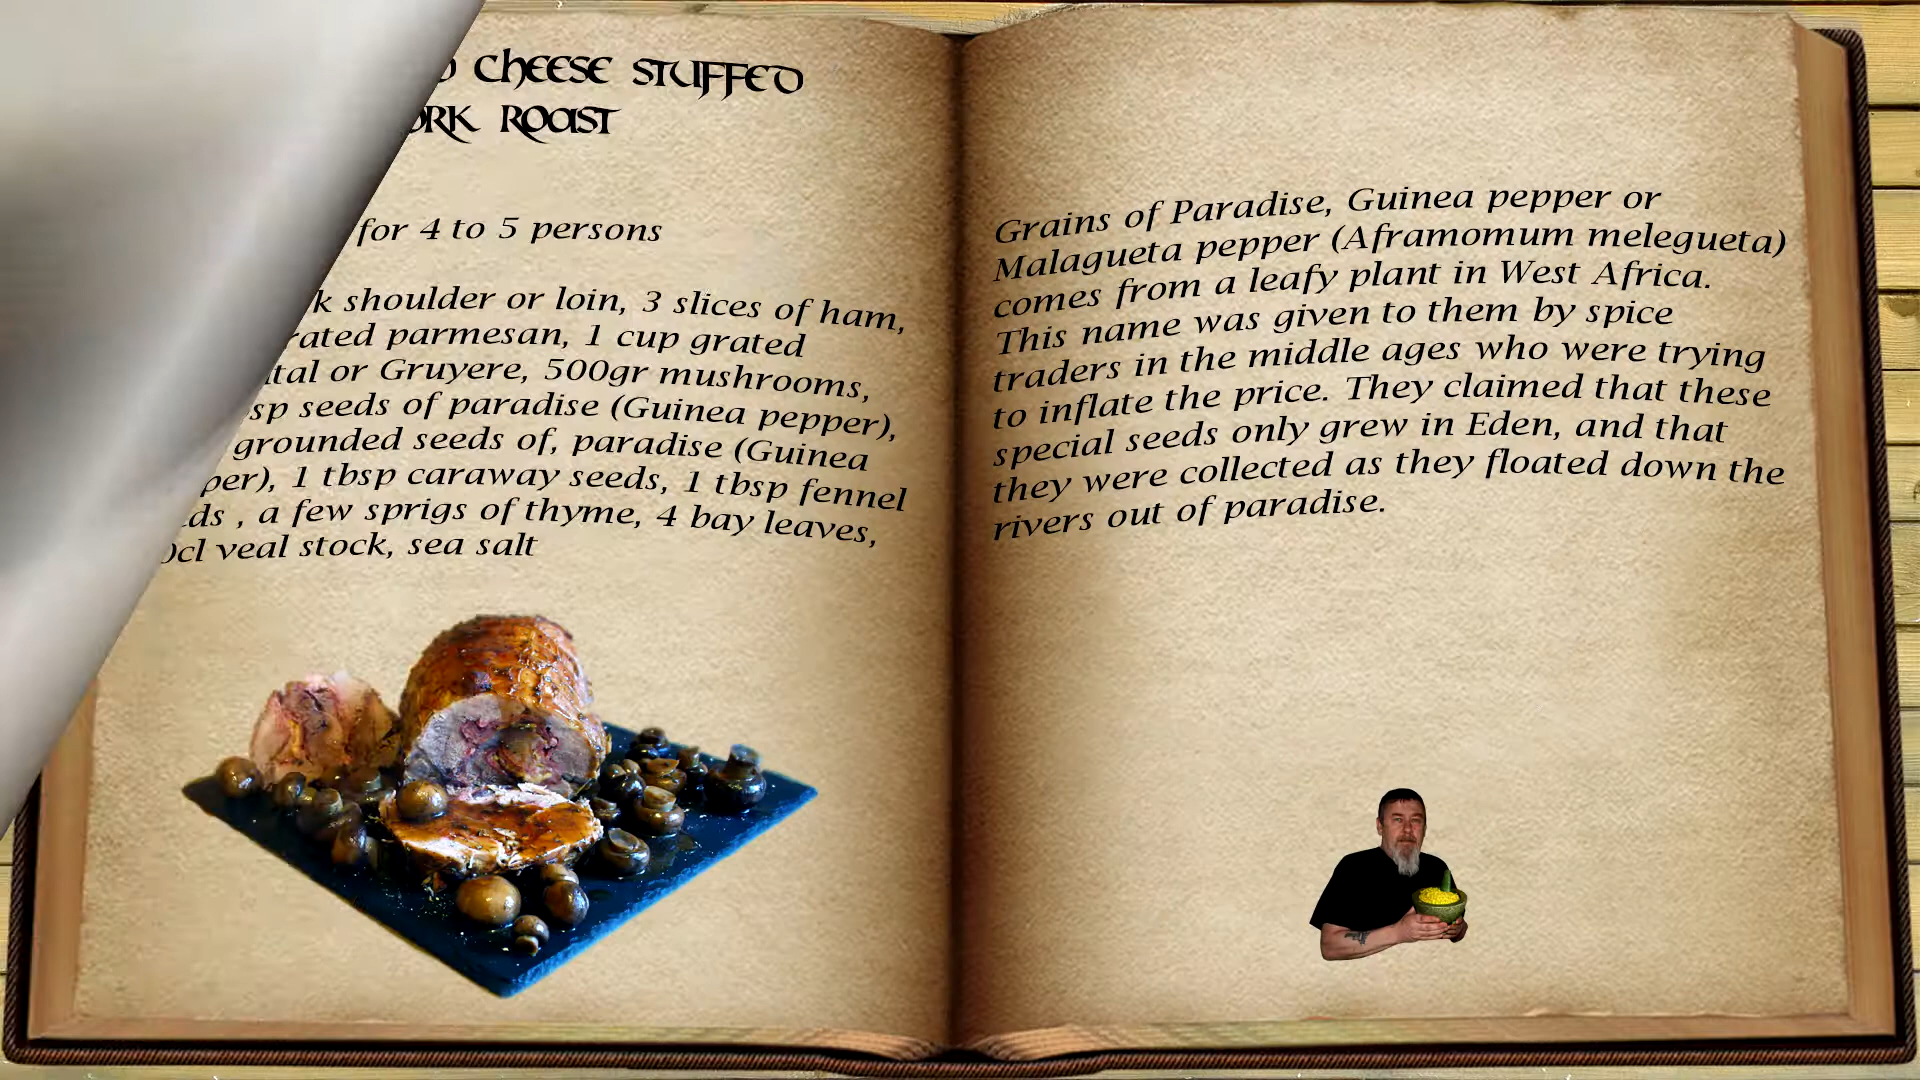 CHEESE STUFFED
ROAST
for 4 to 5 persons
shoulder or loin, 3 slices of ham,
parmesan, 1 cup grated
or Gruyere, 500gr mushrooms,
seeds of paradise (Guinea pepper),
grounded seeds of, paradise (Guinea
per), 1 tbsp caraway seeds, 1 tbsp fennel
, a few sprigs of thyme, 4 bay leaves,
cl veal stock, sea salt
Grains of Paradise, Guinea pepper or
Malagueta pepper (Aframomum melegueta)
comes from a leafy plant in West Africa.
This name was given to them by spice
traders in the middle ages who were trying
to inflate the price. They claimed that these
special seeds only grew in Eden, and that
they were collected as they floated down the
rivers out of paradise.